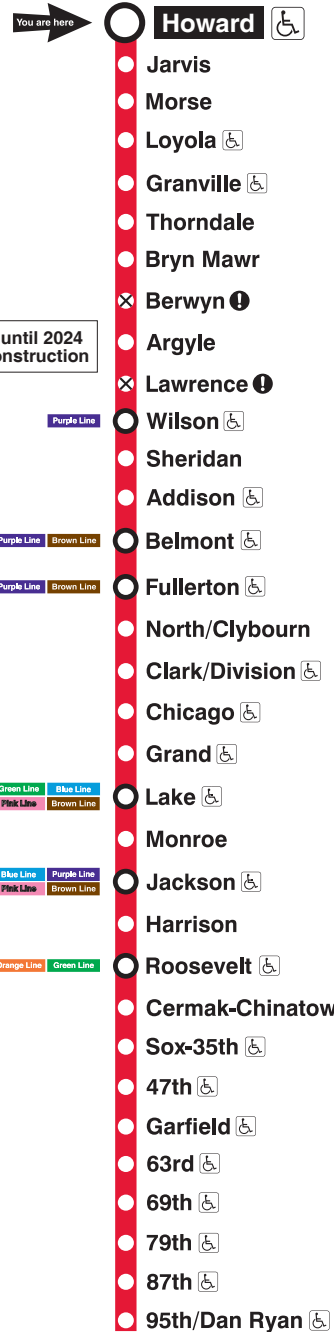 You are here
Howard
Jarvis
Morse
Loyola
Granville
Thorndale
Bryn Mawr
Berwyn
until 2024
Argyle
Lawrence
Purple Line
Wilson
Sheridan
Addison
Purple Line Brown Line
Belmont
Purple Line Brown Line
Fullerton
North/Clybourn
Clark/Division
Chicago
Grand
Green Line Blue Line
Pink Line Brown Line
Lake
Monroe
Blue Line Purple Line
Pink Line Brown Line
Jackson
Harrison
Orange Line Green Line
Roosevelt
Cermak-Chinatow
Sox-35th
47th
Garfield
63rd
69th
79th
87th
95th/Dan Ryan